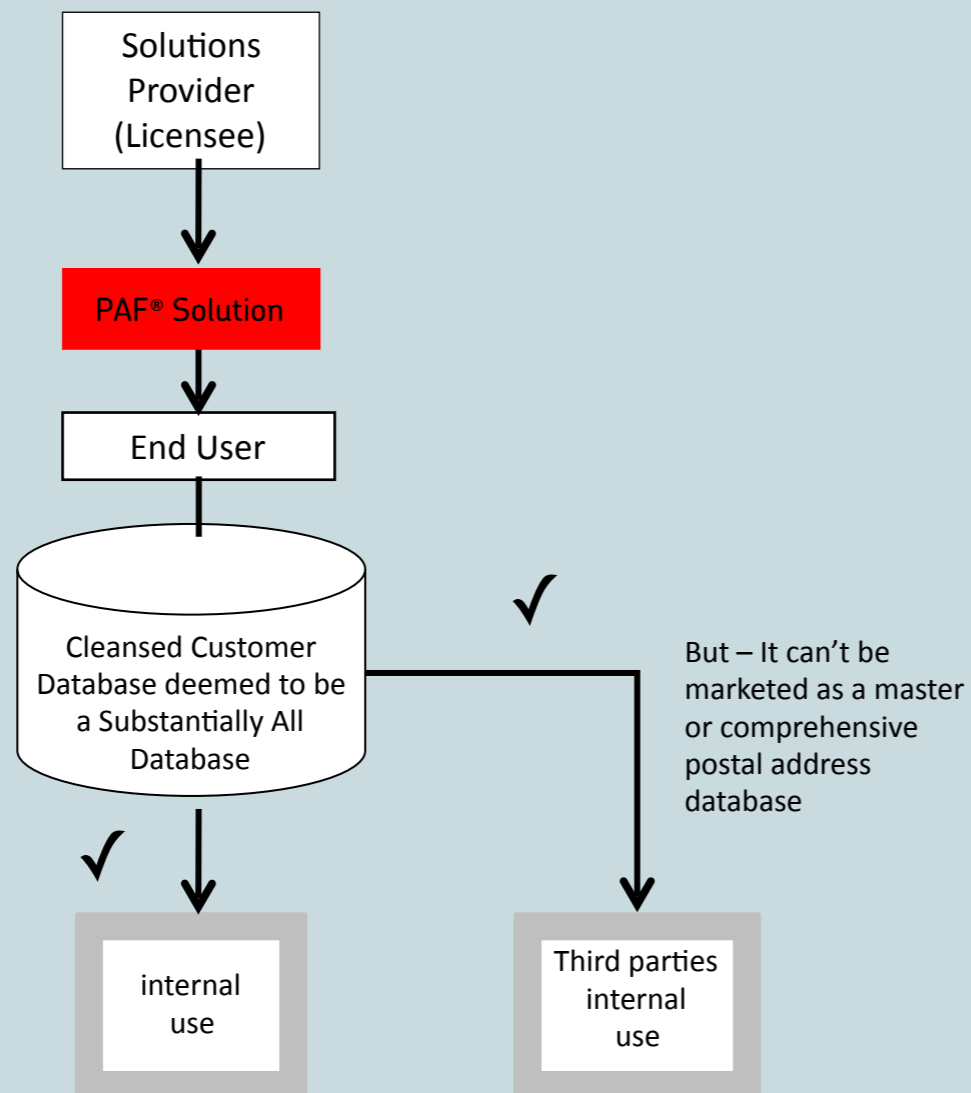 Solutions
Provider
(Licensee)
PAF® Solution
End User
Cleansed Customer
Database deemed to be
a Substantially All
Database
But – It can’t be
marketed as a master
or comprehensive
postal address
database
internal
use
Third parties
internal
use